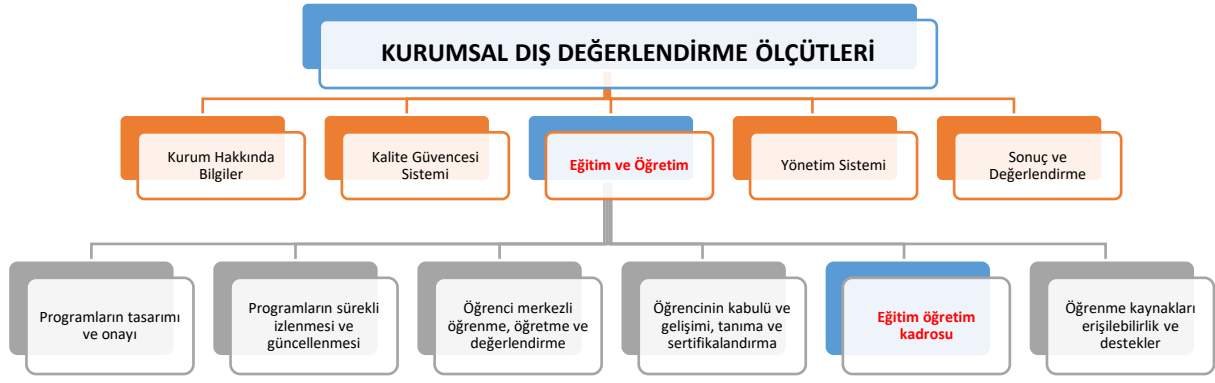 KURUMSAL DIŞ DEĞERLENDİRME ÖLÇÜTLERİ
Kurum Hakkında
Bilgiler
Kalite Güvencesi
Sistemi
Eğitim ve Öğretim
Yönetim Sistemi
Sonuç ve
Değerlendirme
Programların tasarımı
ve onayı
Programların sürekli
izlenmesi ve
güncellenmesi
Öğrenci merkezli
öğrenme, öğretme ve
değerlendirme
Öğrencinin kabulü ve
gelişimi, tanıma ve
sertifikalandırma
Eğitim öğretim
kadrosu
Öğrenme kaynakları
erişilebilirlik ve
destekler